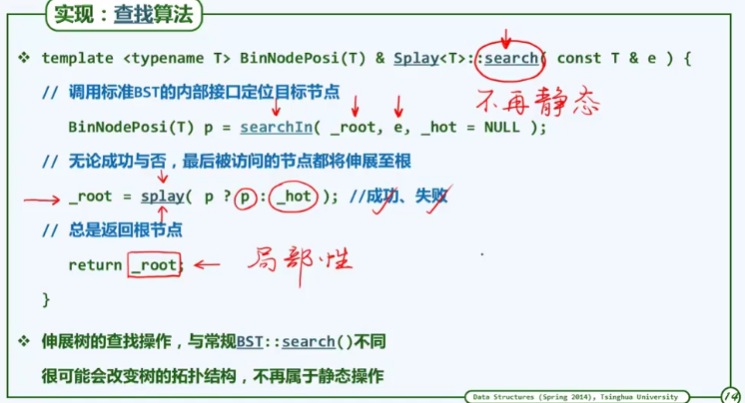 实现：查找算法
❖ template <typename T> BinNodePosi(T) & Splay<T>::search( const T & e ) {
// 调用标准BST的内部接口定位目标节点
不再静态
BinNodePosi(T) p = searchIn( _root, e, _hot = NULL );
// 无论成功与否，最后被访问的节点都将伸展至根
_root = splay( p ? p : _hot ); //成功、失败
// 总是返回根节点
return _root; ← 局部性
}
❖ 伸展树的查找操作，与常规BST::search()不同
很可能会改变树的拓扑结构，不再属于静态操作
Data Structures (Spring 2014), Tsinghua University
14